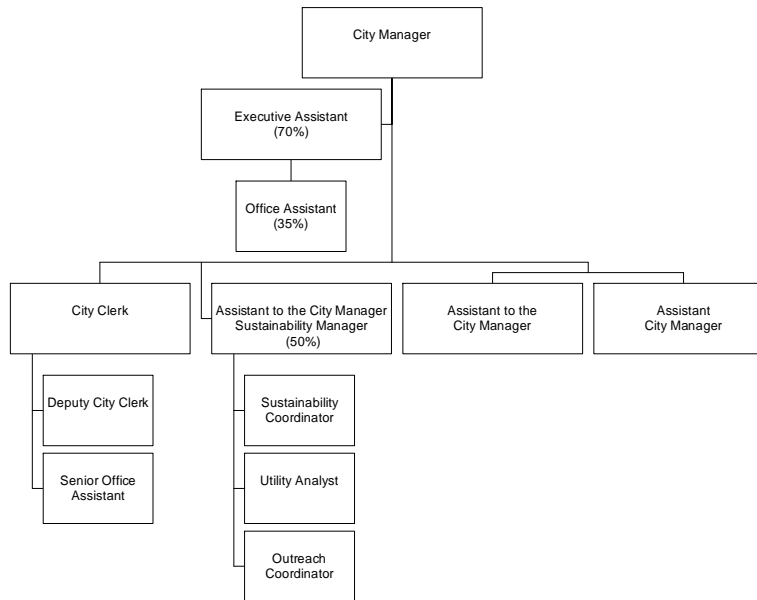 City Manager
Executive Assistant
(70%)
Office Assistant
(35%)
City Clerk
Assistant to the City Manager
Sustainability Manager
(50%)
Assistant to the
City Manager
Assistant
City Manager
Deputy City Clerk
Senior Office
Assistant
Sustainability
Coordinator
Utility Analyst
Outreach
Coordinator